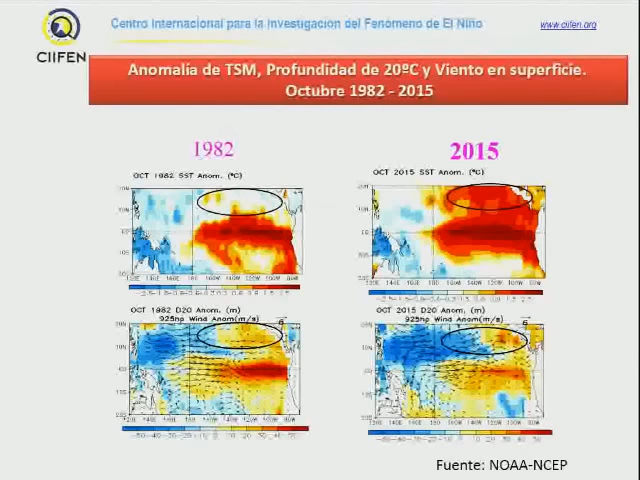 Centro Internacional para la Investigación del Fenómeno de El Niño
www.ciifen.org
CIIFEN
Anomalía de TSM, Profundidad de 20ºC y Viento en superficie.
Octubre 1982 - 2015
1982
2015
OCT 1982 SST Anom. (°C)
OCT 2015 SST Anom. (°C)
OCT 1982 D20 Anom. (m)
925hp Wind Anom(m/s)
OCT 2015 D20 Anom. (m)
925hp Wind Anom(m/s)
Fuente: NOAA-NCEP